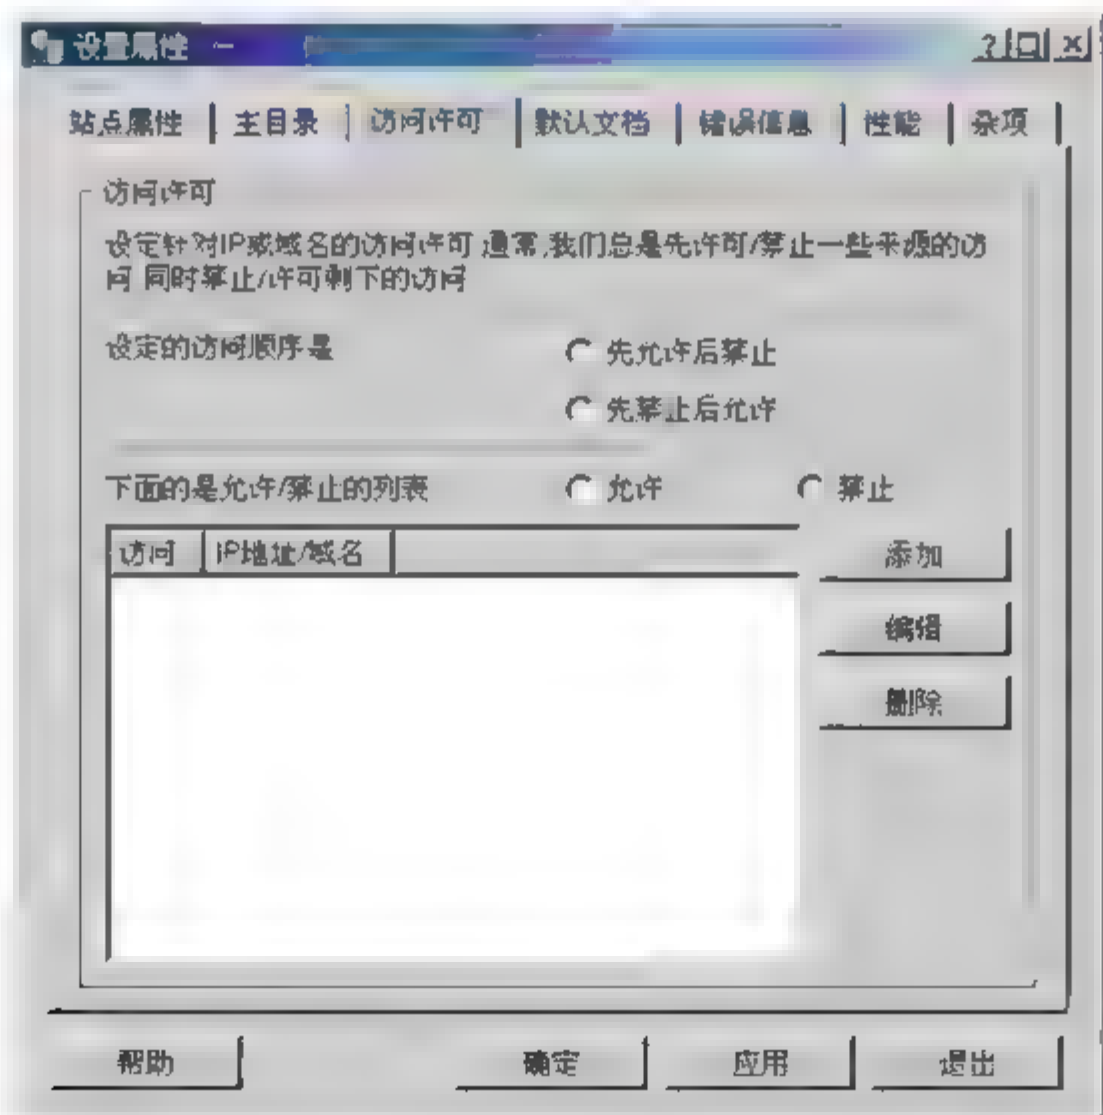 设置属性 －
站点属性 主目录 访问许可 默认文档 错误信息 性能 杂项
访问许可
设定针对IP或域名的访问许可 通常,我们总是先许可/禁止一些来源的访
问 同时禁止/许可剩下的访问
设定的访问顺序是 先允许后禁止
先禁止后允许
下面的是允许/禁止的列表 允许 禁止
访问 IP地址/域名
添加
编辑
删除
帮助 确定 应用 退出